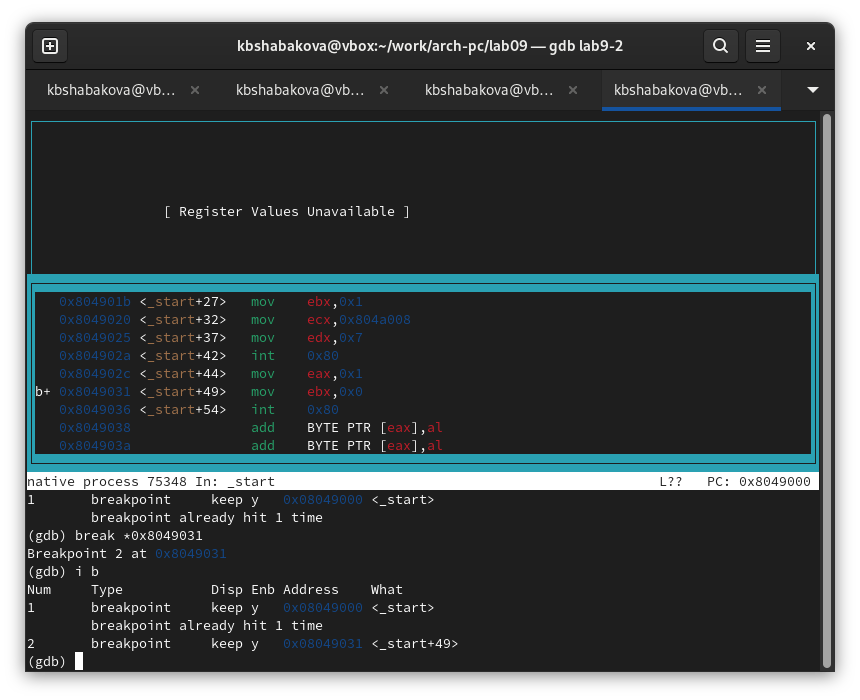 kbshabakova@vbox:~/work/arch-pc/lab09 — gdb lab9-2
kbshabakova@vb... kbshabakova@vbo... kbshabakova@vb... kbshabakova@vb...
[ Register Values Unavailable ]
0x804901b <_start+27> mov ebx,0x1
0x8049020 <_start+32> mov ecx,0x804a008
0x8049025 <_start+37> mov edx,0x7
0x804902a <_start+42> int 0x80
0x804902c <_start+44> mov eax,0x1
b+ 0x8049031 <_start+49> mov ebx,0x0
0x8049036 <_start+54> int 0x80
0x8049038 add BYTE PTR [eax],al
0x804903a add BYTE PTR [eax],al
native process 75348 In: _start L?? PC: 0x8049000
1 breakpoint keep y 0x08049000 <_start>
breakpoint already hit 1 time
(gdb) break *0x8049031
Breakpoint 2 at 0x8049031
(gdb) i b
Num Type Disp Enb Address What
1 breakpoint keep y 0x08049000 <_start>
breakpoint already hit 1 time
2 breakpoint keep y 0x08049031 <_start+49>
(gdb)